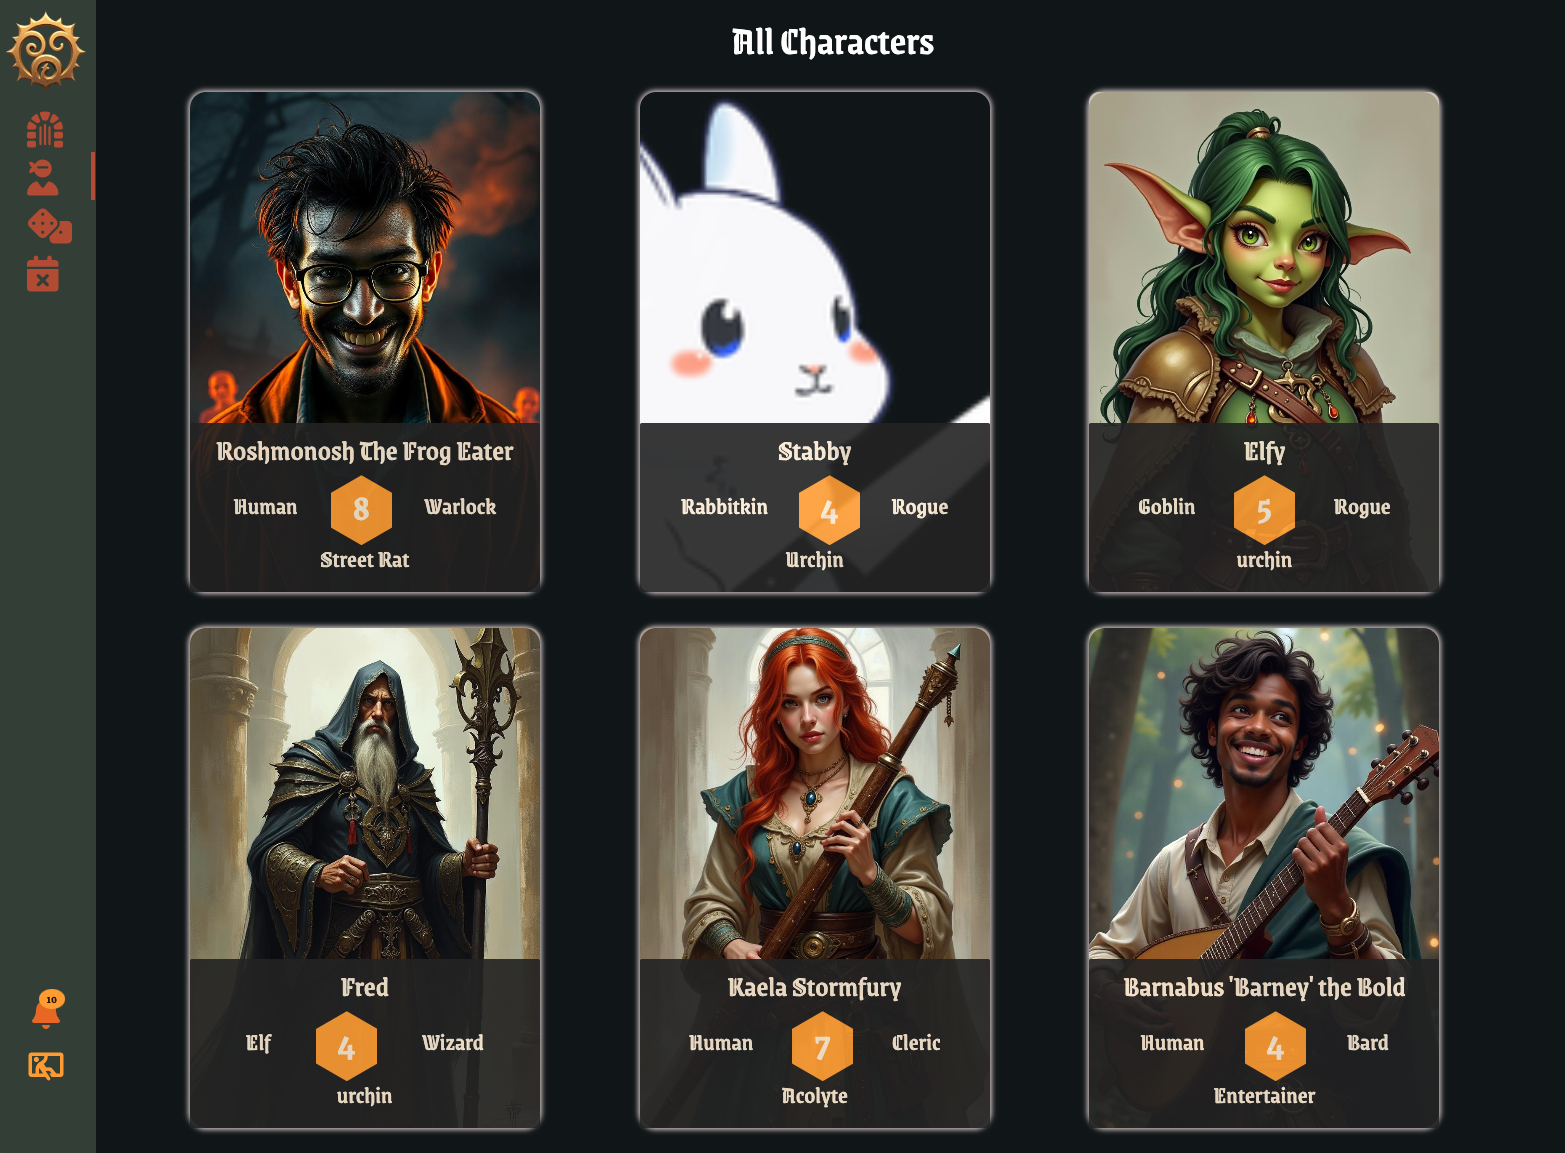 All Characters
Roshmonosh The Frog Eater
Human 8 Warlock
Street Rat
Stabby
Rabbitkin 4 Rogue
Urchin
Elfy
Goblin 5 Rogue
urchin
Fred
Elf 4 Wizard
urchin
Kaela Stormfury
Human 7 Cleric
Acolyte
Barnabus 'Barney' the Bold
Human 4 Bard
Entertainer
10